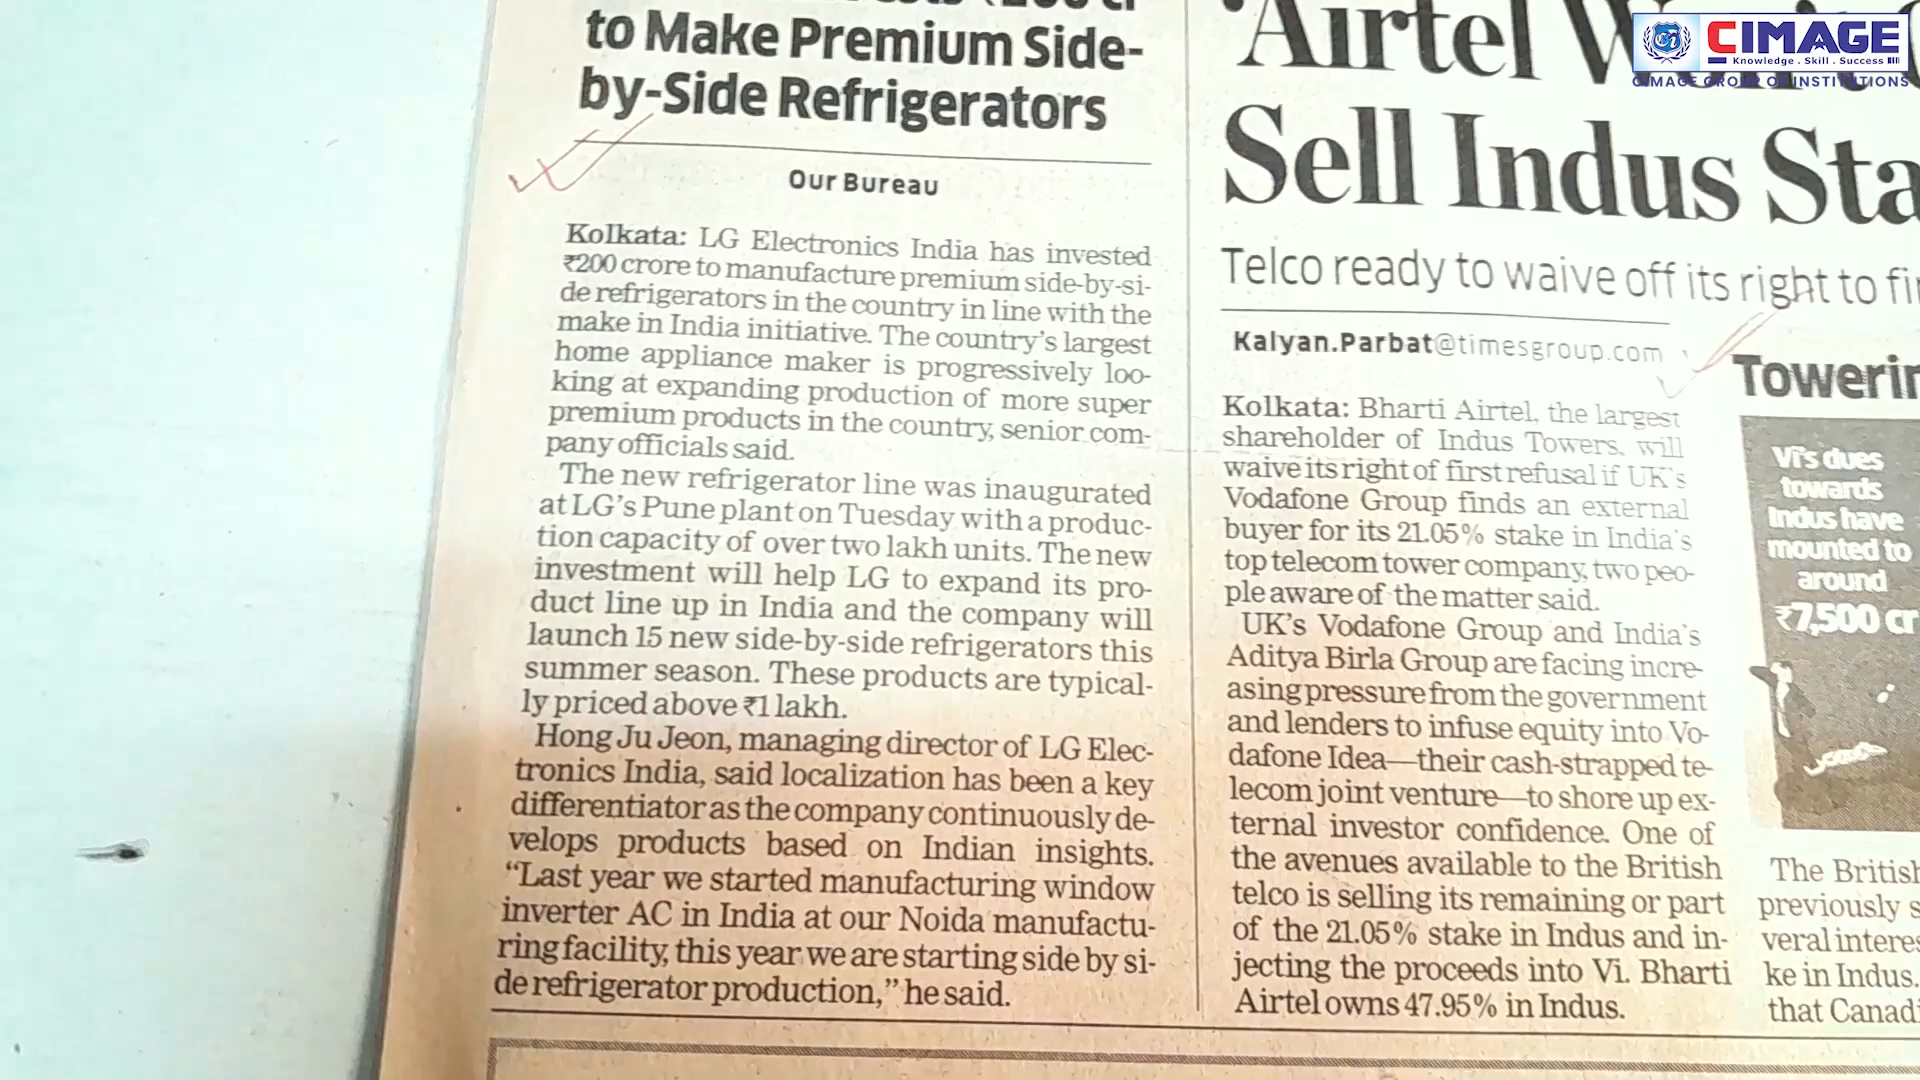 to Make Premium Side-
by-Side Refrigerators
Our Bureau
Kolkata: LG Electronics India has invested
₹200 crore to manufacture premium side-by-si-
de refrigerators in the country in line with the
make in India initiative. The country's largest
home appliance maker is progressively loo-
king at expanding production of more super
premium products in the country, senior com-
pany officials said.
The new refrigerator line was inaugurated
at LG's Pune plant on Tuesday with a produc-
tion capacity of over two lakh units. The new
investment will help LG to expand its pro-
duct line up in India and the company will
launch 15 new side-by-side refrigerators this
summer season. These products are typical-
ly priced above ₹1 lakh.
Hong Ju Jeon, managing director of LG Elec-
tronics India, said localization has been a key
differentiator as the company continuously de-
velops products based on Indian insights.
“Last year we started manufacturing window
inverter AC in India at our Noida manufactu-
ring facility, this year we are starting side by si-
de refrigerator production,” he said.
‘Airtel
Sell Indus Sta
Telco ready to waive off its right to fi
Kalyan.Parbat@timesgroup.com
Kolkata: Bharti Airtel, the largest
shareholder of Indus Towers, will
waive its right of first refusal if UK's
Vodafone Group finds an external
buyer for its 21.05% stake in India's
top telecom tower company, two peo-
ple aware of the matter said.
UK's Vodafone Group and India's
Aditya Birla Group are facing incre-
asing pressure from the government
and lenders to infuse equity into Vo-
dafone Idea—their cash-strapped te-
lecom joint venture—to shore up ex-
ternal investor confidence. One of
the avenues available to the British
telco is selling its remaining or part
of the 21.05% stake in Indus and in-
jecting the proceeds into Vi. Bharti
Airtel owns 47.95% in Indus.
Towerin
Vi's dues
towards
Indus have
mounted to
around
₹7,500 cr
The British
previously s
veral interes
ke in Indus.
that Canadi
CIMAGE
Knowledge . Skill . Success
CIMAGE GROUP OF INSTITUTIONS